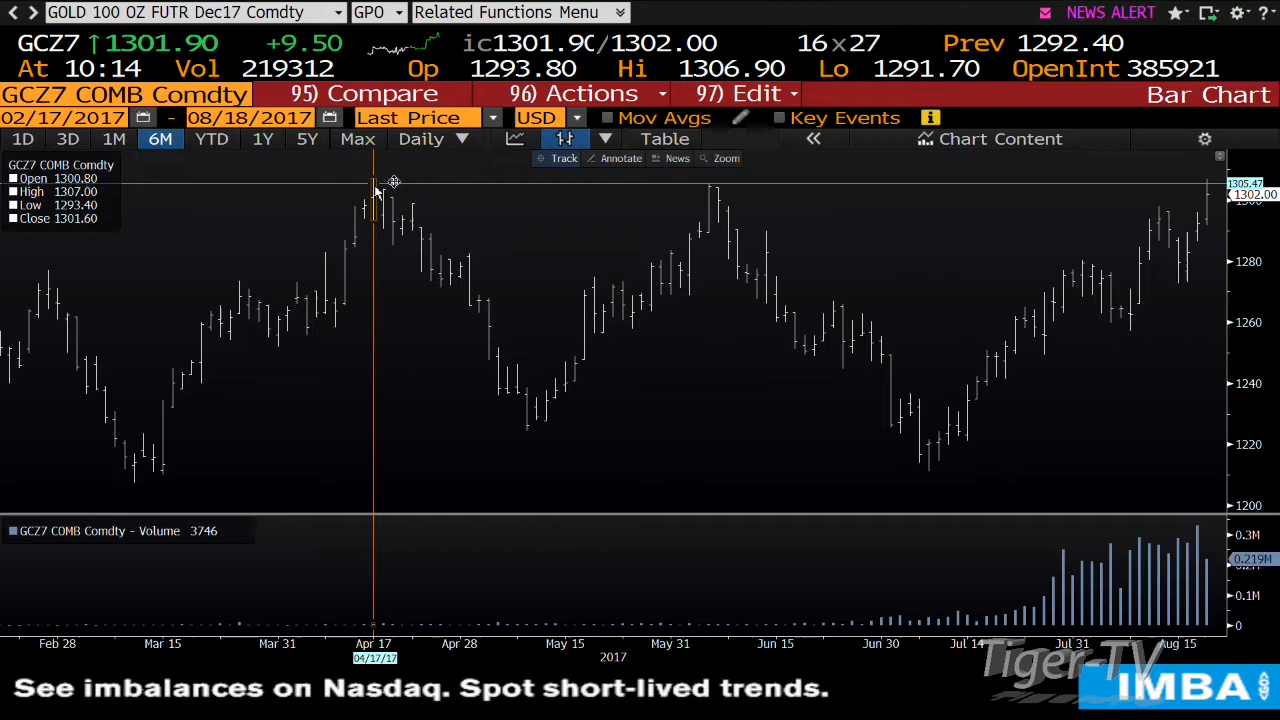 GOLD 100 OZ FUTR Dec17 Comdty GPO Related Functions Menu NEWS ALERT ?
GCZ7 ↑1301.90 +9.50 ic1301.90/1302.00 16x27 Prev 1292.40
At 10:14 Vol 219312 Op 1293.80 Hi 1306.90 Lo 1291.70 OpenInt 385921
GCZ7 COMB Comdty 95) Compare 96) Actions 97) Edit Bar Chart
02/17/2017 - 08/18/2017 Last Price USD Mov Avgs Key Events
1D 3D 1M 6M YTD 1Y 5Y Max Daily Table Chart Content
Track Annotate News Zoom
GCZ7 COMB Comdty
Open 1300.80
High 1307.00
Low 1293.40
Close 1301.60
1305.47
1302.00
1280
1260
1240
1220
1200
GCZ7 COMB Comdty - Volume 3746
0.3M
0.219M
0.1M
0
Feb 28 Mar 15 Mar 31 Apr 17 Apr 28 May 15 May 31 Jun 15 Jun 30 Jul 14 Jul 31 Aug 15
04/17/17
2017
Tiger-TV
See imbalances on Nasdaq. Spot short-lived trends.
IMBA